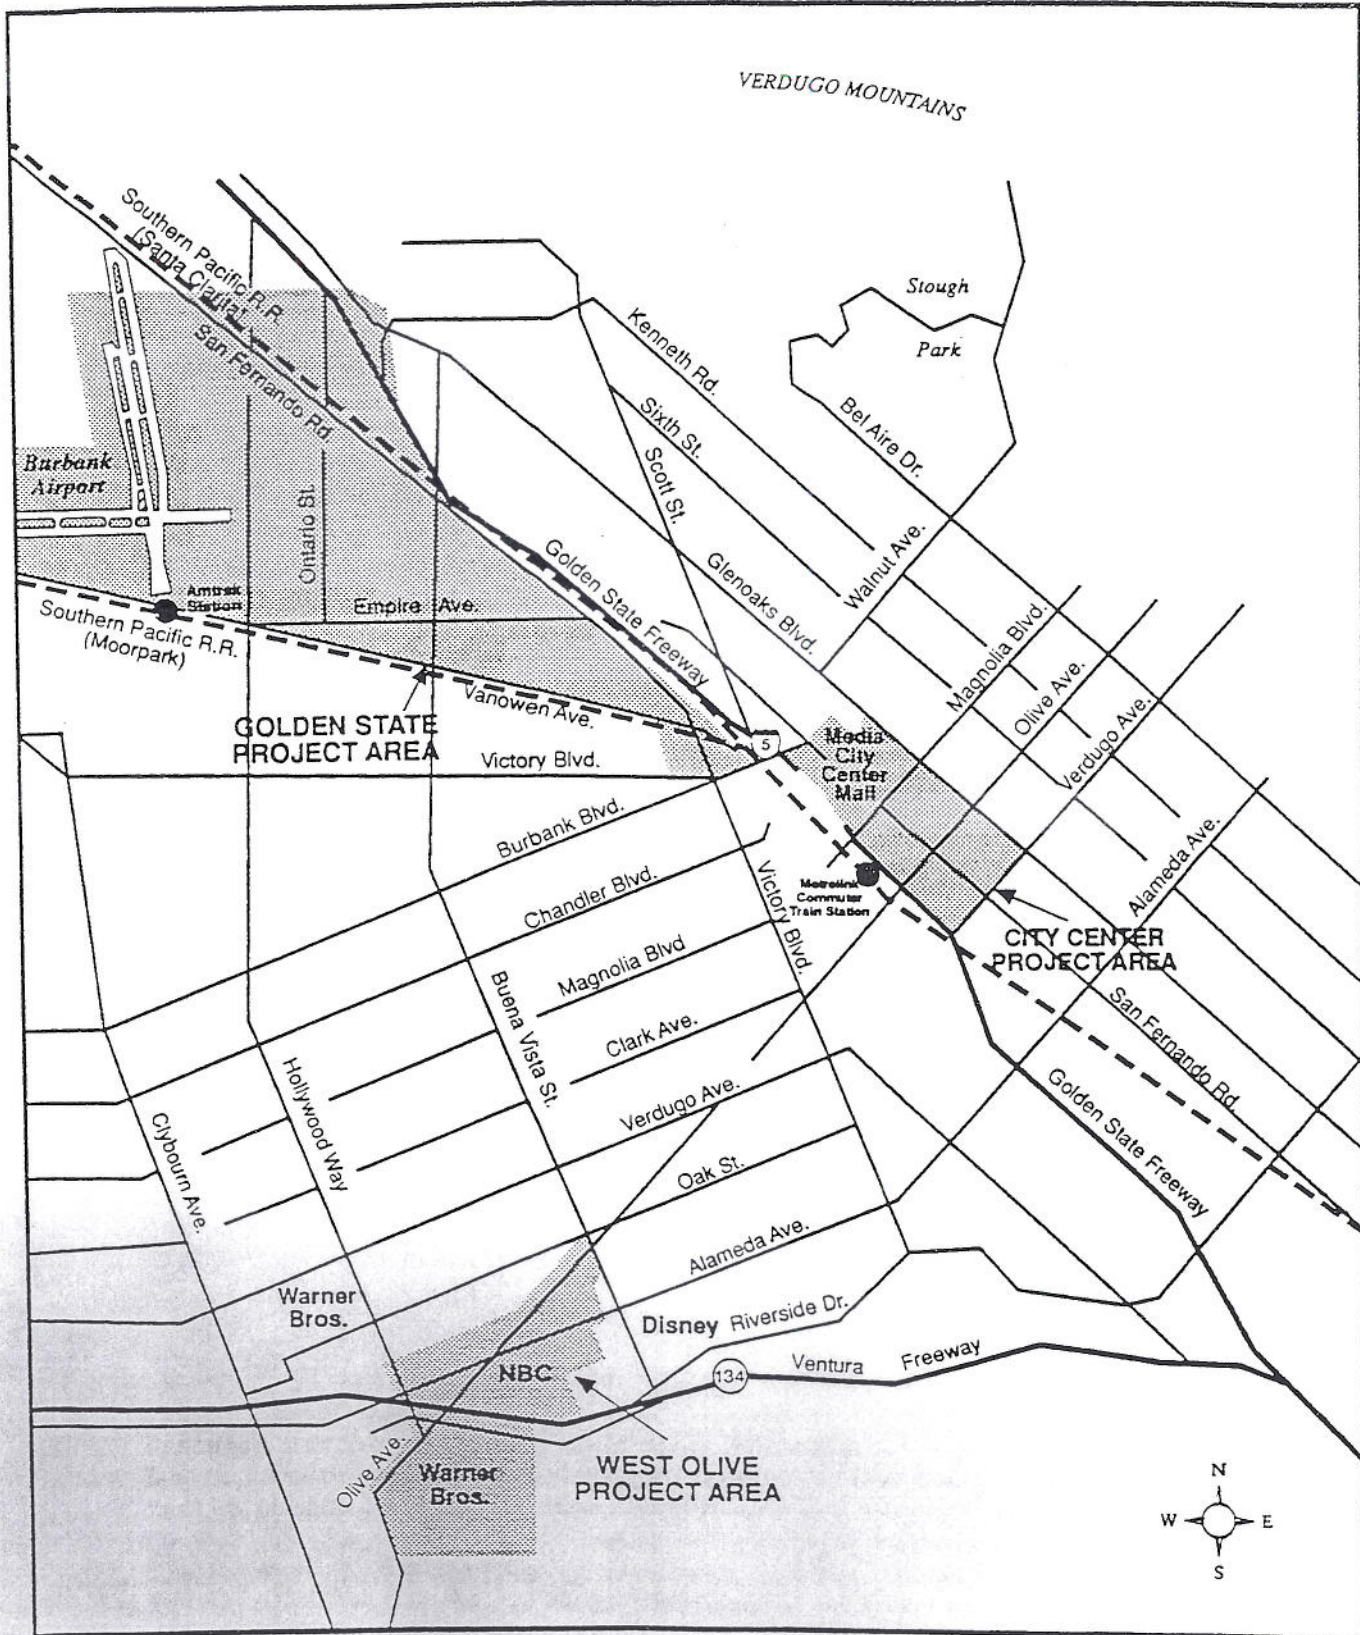 VERDUGO MOUNTAINS
Southern Pacific R.R.
(Santa Clarita)
San Fernando Rd
Stough
Park
Kenneth Rd.
Sixth St.
Bel Aire Dr.
Scott St.
Burbank
Airport
Ontario St.
Golden State Freeway
Glenoaks Blvd.
Walnut Ave.
Amtrak
Station
Empire Ave.
Southern Pacific R.R.
(Moorpark)
Magnolia Blvd.
Olive Ave.
Verdugo Ave.
Vanowen Ave.
GOLDEN STATE
PROJECT AREA
Victory Blvd.
5
Media
City
Center
Mall
Burbank Blvd.
Chandler Blvd.
Victory Blvd.
Metrolink
Commuter
Train Station
Alameda Ave.
CITY CENTER
PROJECT AREA
Magnolia Blvd
Buena Vista St.
Clark Ave.
San Fernando Rd.
Hollywood Way
Verdugo Ave.
Golden State Freeway
Clybourn Ave.
Oak St.
Alameda Ave.
Warner
Bros.
Disney
Riverside Dr.
NBC
134
Ventura
Freeway
Olive Ave.
Warner
Bros.
WEST OLIVE
PROJECT AREA
N
W
E
S